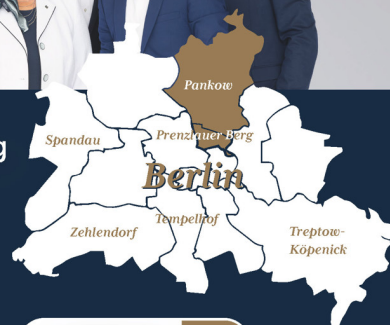 Pankow
g
Spandau
Prenzlauer Berg
Berlin
Tempelhof
Zehlendorf
Treptow-
Köpenick